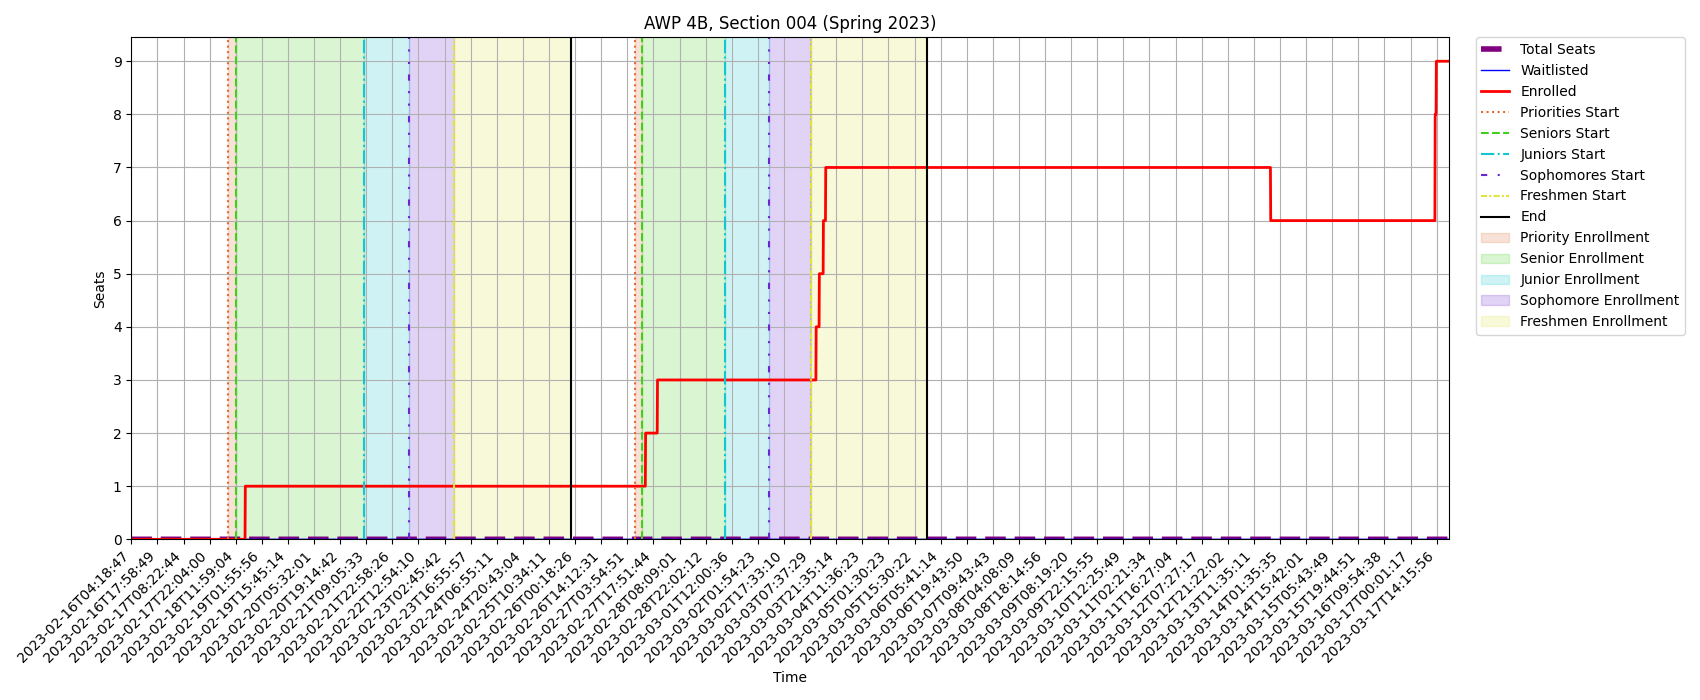 AWP 4B, Section 004 (Spring 2023)
9
8
7
6
5
4
3
2
1
0
Seats
2023-02-16T04:18:47
2023-02-16T17:58:49
2023-02-17T08:22:44
2023-02-17T22:04:00
2023-02-18T11:59:04
2023-02-19T01:55:56
2023-02-19T15:45:14
2023-02-20T05:32:01
2023-02-20T19:14:42
2023-02-21T09:05:33
2023-02-21T22:58:26
2023-02-22T12:54:10
2023-02-23T02:45:42
2023-02-23T16:55:57
2023-02-24T06:55:11
2023-02-24T20:43:04
2023-02-25T10:34:11
2023-02-26T00:18:26
2023-02-26T14:12:31
2023-02-27T03:54:51
2023-02-27T17:51:44
2023-02-28T08:09:01
2023-02-28T22:02:12
2023-03-01T12:00:36
2023-03-02T01:54:23
2023-03-02T17:33:10
2023-03-03T07:37:29
2023-03-03T21:35:14
2023-03-04T11:36:23
2023-03-05T01:30:23
2023-03-05T15:30:22
2023-03-06T05:41:14
2023-03-06T19:43:50
2023-03-07T09:43:43
2023-03-08T04:08:09
2023-03-08T18:14:56
2023-03-09T08:19:20
2023-03-09T22:15:55
2023-03-10T12:25:49
2023-03-11T02:21:34
2023-03-11T16:27:04
2023-03-12T07:27:17
2023-03-12T21:22:02
2023-03-13T11:35:11
2023-03-14T01:35:35
2023-03-14T15:42:01
2023-03-15T05:43:49
2023-03-15T19:44:51
2023-03-16T09:54:38
2023-03-17T00:01:17
2023-03-17T14:15:56
Time
Total Seats
Waitlisted
Enrolled
Priorities Start
Seniors Start
Juniors Start
Sophomores Start
Freshmen Start
End
Priority Enrollment
Senior Enrollment
Junior Enrollment
Sophomore Enrollment
Freshmen Enrollment